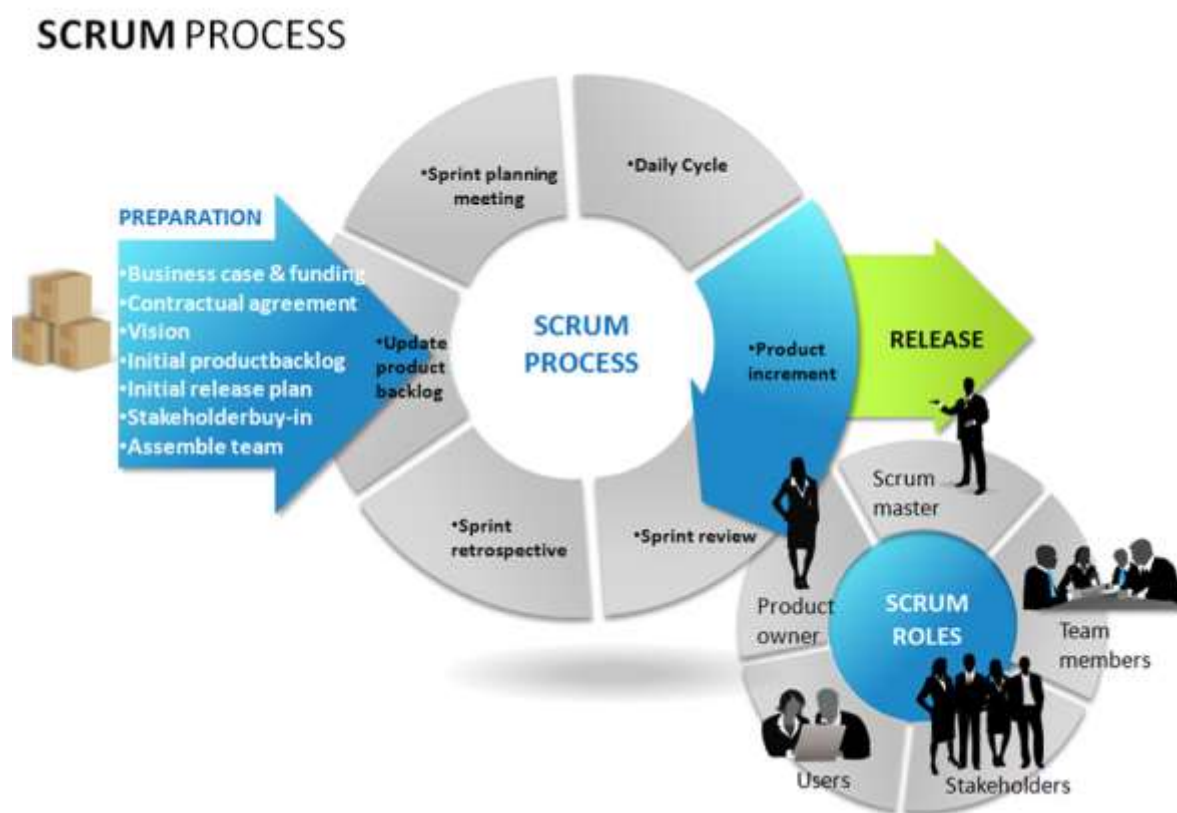 SCRUM PROCESS
PREPARATION
•Business case & funding
•Contractual agreement
•Vision
•Initial productbacklog
•Initial release plan
•Stakeholderbuy-in
•Assemble team
•Sprint planning
meeting
•Daily Cycle
•Update
product
backlog
SCRUM
PROCESS
•Product
increment
RELEASE
•Sprint
retrospective
•Sprint review
Scrum
master
Product
owner
SCRUM
ROLES
Team
members
Users
Stakeholders